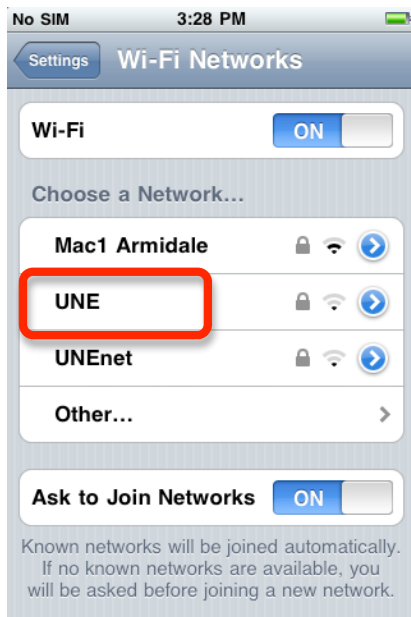 No SIM 3:28 PM
Settings Wi-Fi Networks
Wi-Fi ON
Choose a Network...
Mac1 Armidale
UNE
UNEnet
Other...
Ask to Join Networks ON
Known networks will be joined automatically.
If no known networks are available, you
will be asked before joining a new network.